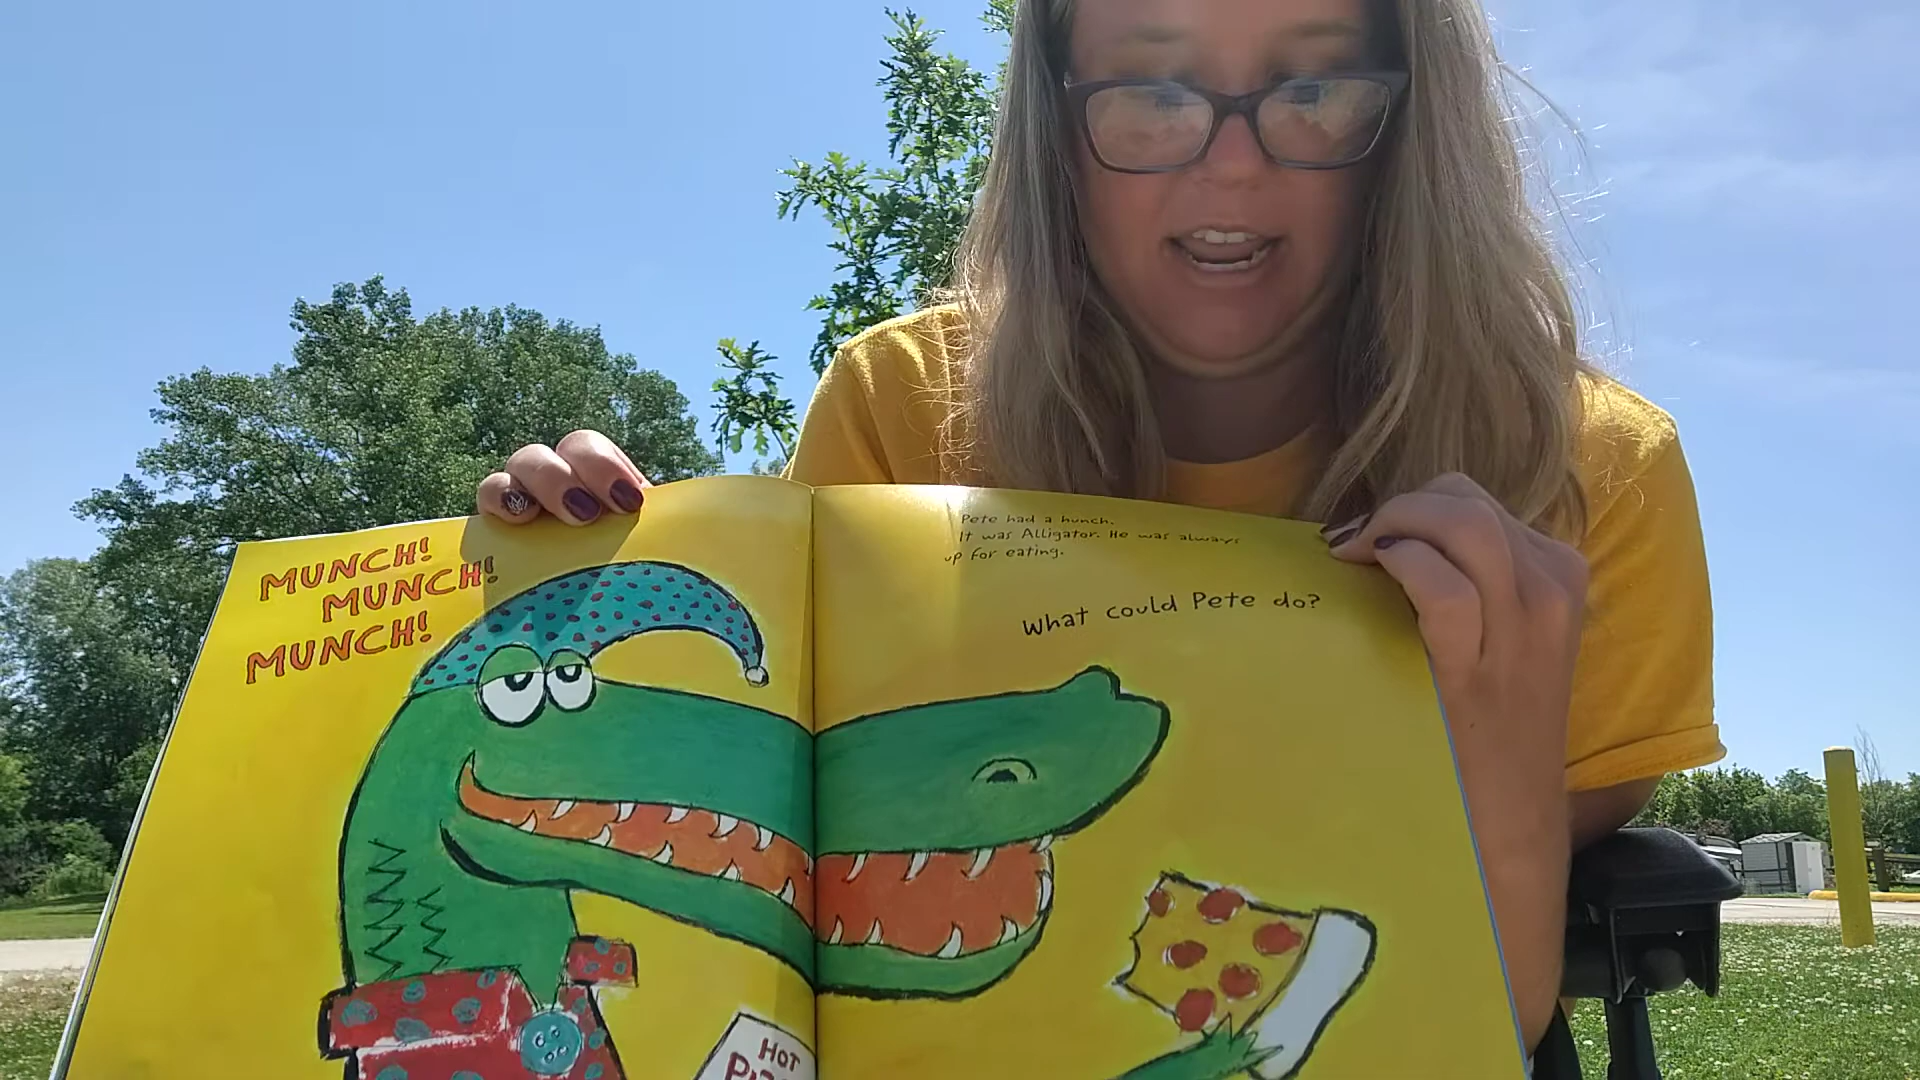 MUNCH!
MUNCH!
MUNCH!
Pete had a hunch.
It was Alligator. He was always
up for eating.
What could Pete do?
HOT